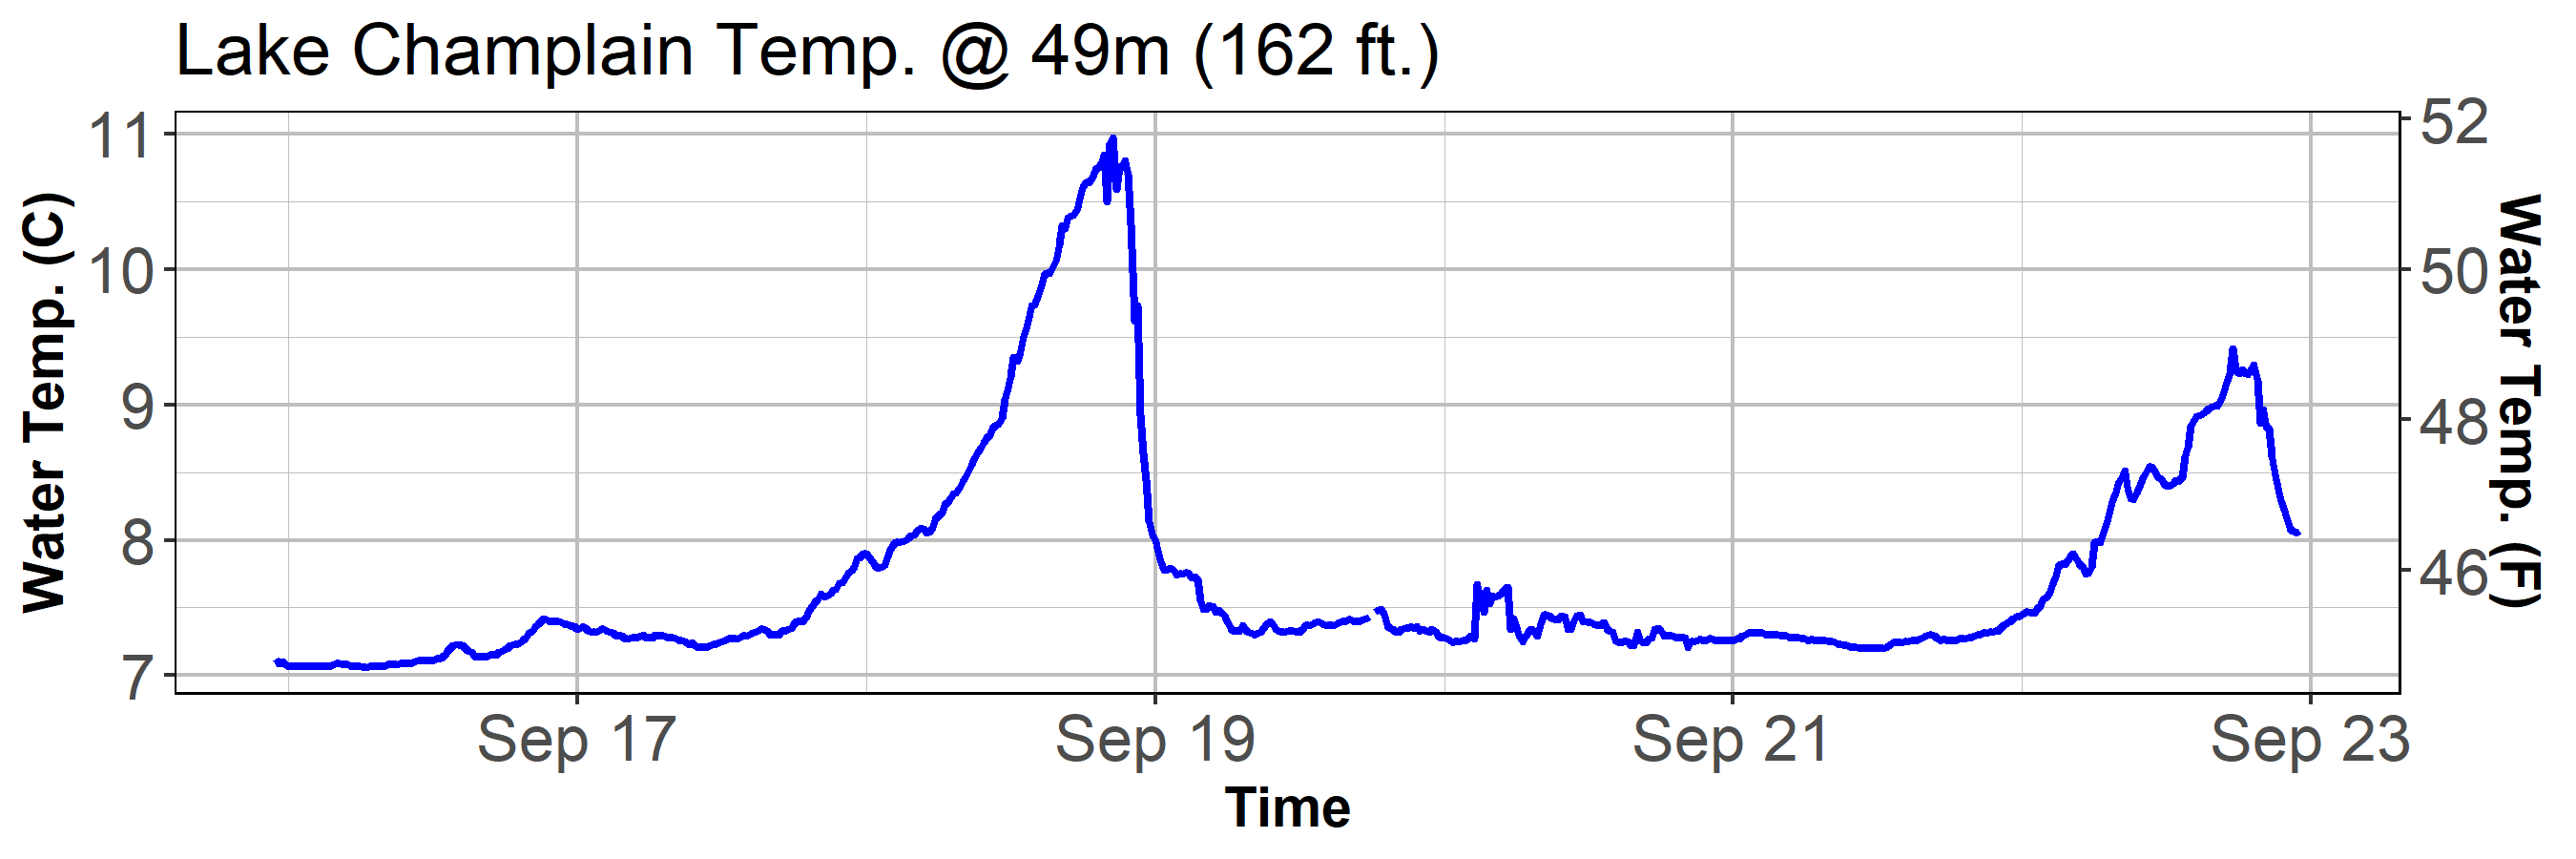 Lake Champlain Temp. @ 49m (162 ft.)
Water Temp. (C)
11
10
9
8
7
52
50
48
46
Water Temp. (F)
Sep 17
Sep 19
Sep 21
Sep 23
Time